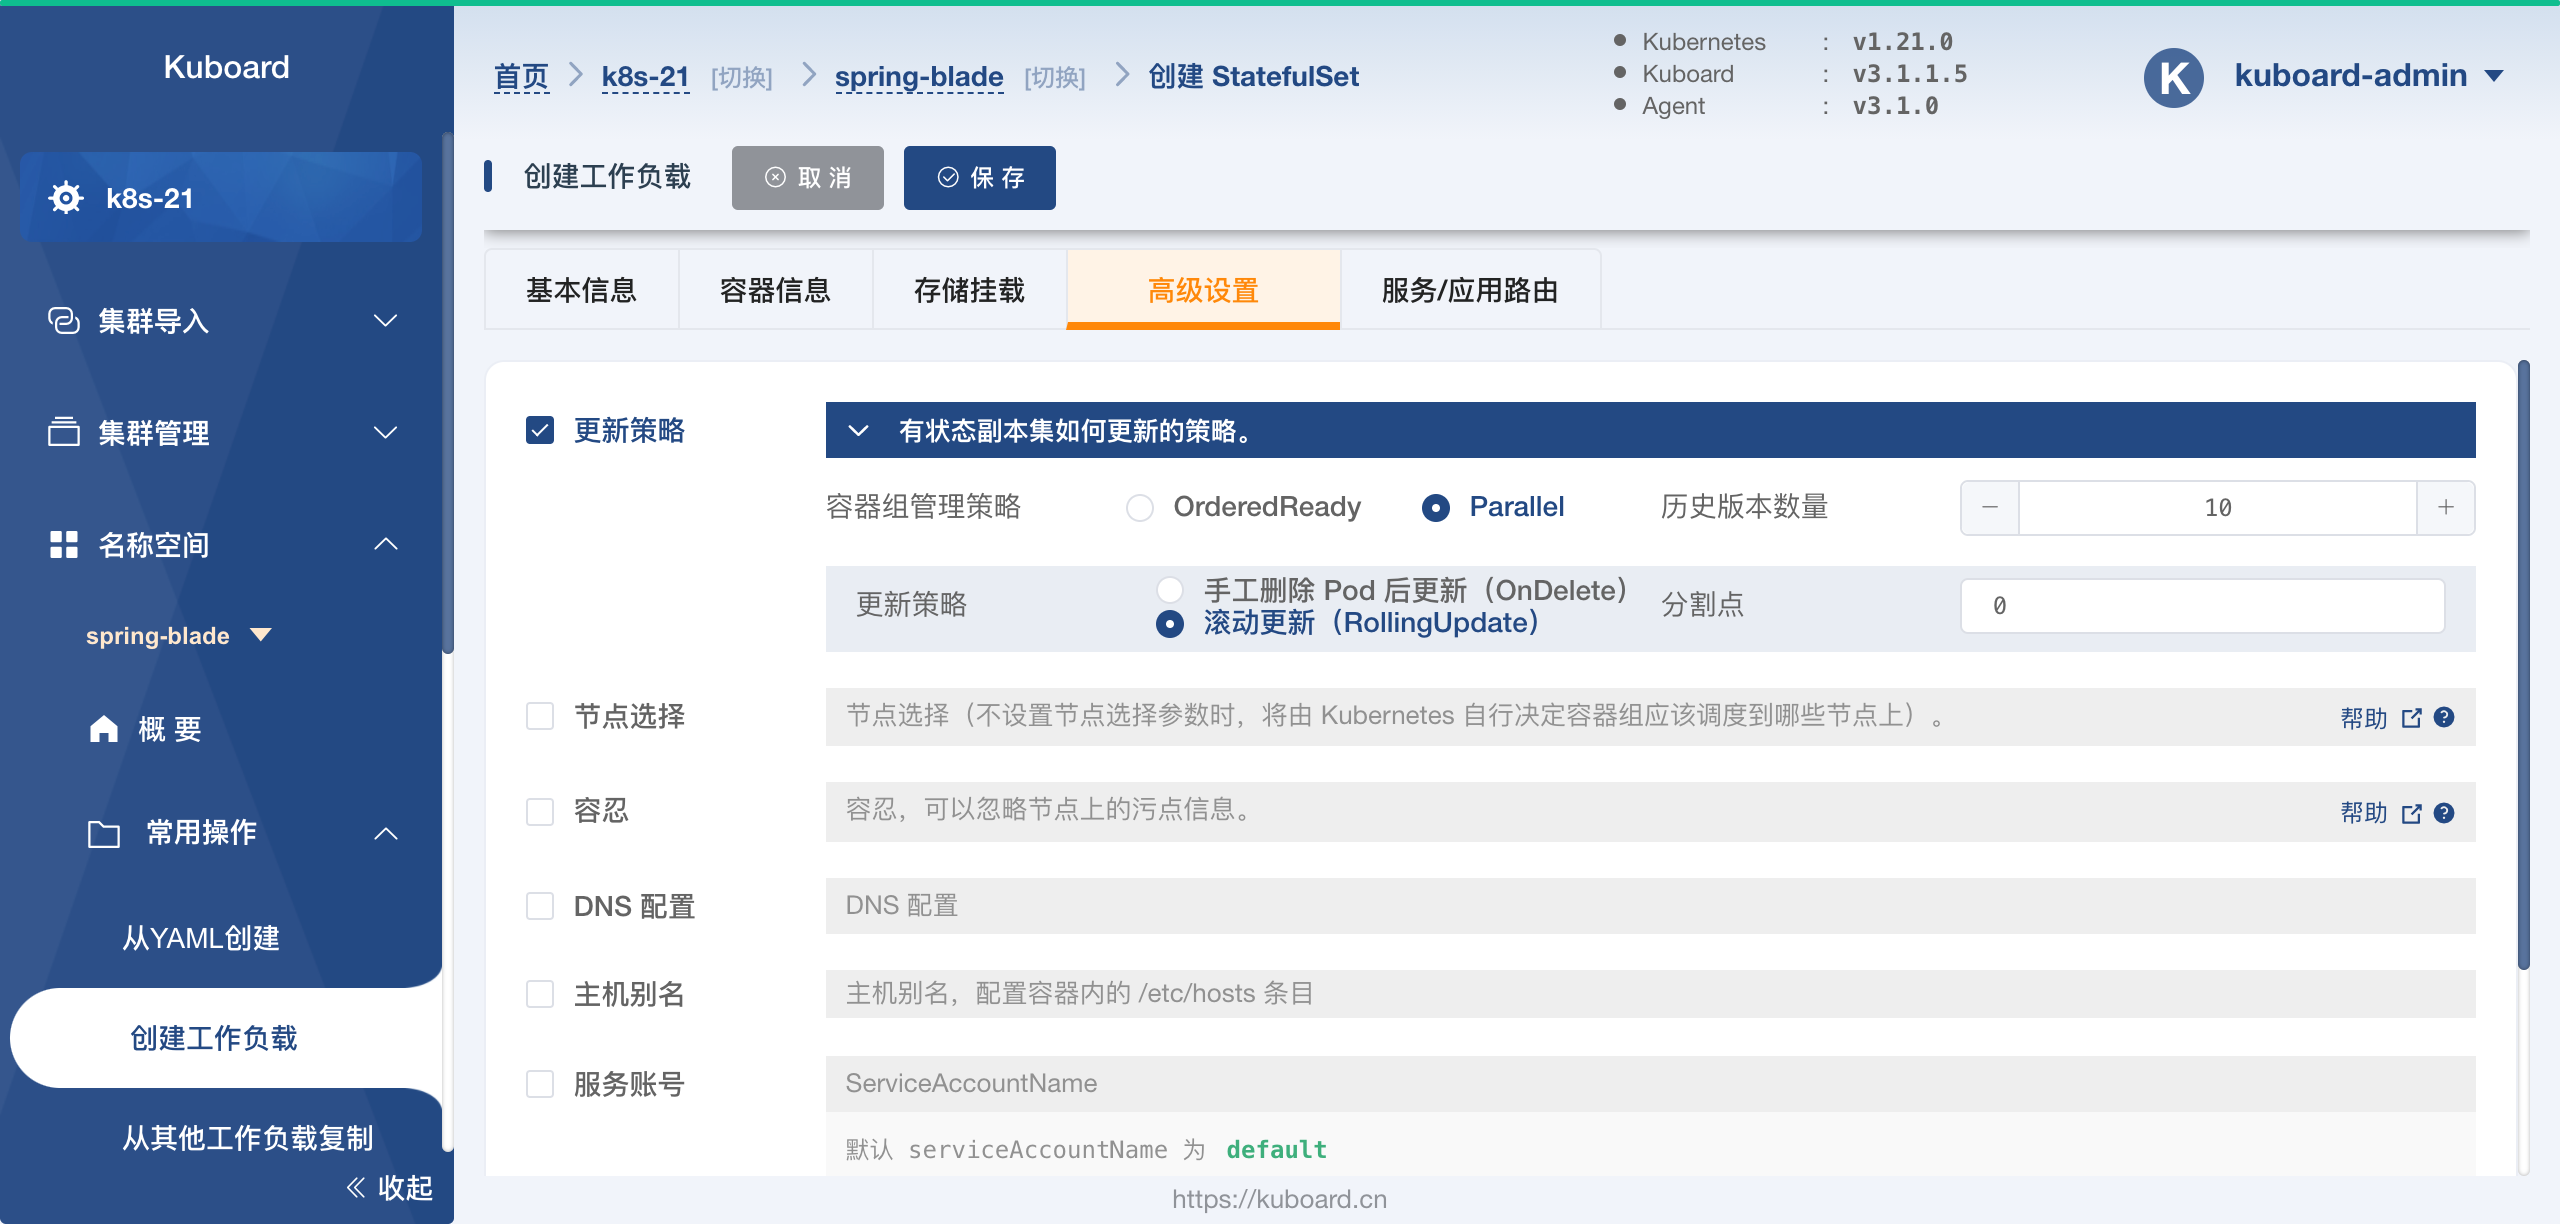 Kuboard
k8s-21
集群导入
集群管理
名称空间
spring-blade
概 要
常用操作
从YAML创建
创建工作负载
从其他工作负载复制
收起
首页 k8s-21 [切换] spring-blade [切换] 创建 StatefulSet
Kubernetes : v1.21.0
Kuboard : v3.1.1.5
Agent : v3.1.0
K kuboard-admin
创建工作负载 取 消 保 存
基本信息 容器信息 存储挂载 高级设置 服务/应用路由
更新策略 有状态副本集如何更新的策略。
容器组管理策略 OrderedReady Parallel 历史版本数量 10
更新策略 手工删除 Pod 后更新（OnDelete） 分割点 0
滚动更新（RollingUpdate）
节点选择 节点选择（不设置节点选择参数时，将由 Kubernetes 自行决定容器组应该调度到哪些节点上）。 帮助
容忍 容忍，可以忽略节点上的污点信息。 帮助
DNS 配置 DNS 配置
主机别名 主机别名，配置容器内的 /etc/hosts 条目
服务账号 ServiceAccountName
默认 serviceAccountName 为 default
https://kuboard.cn